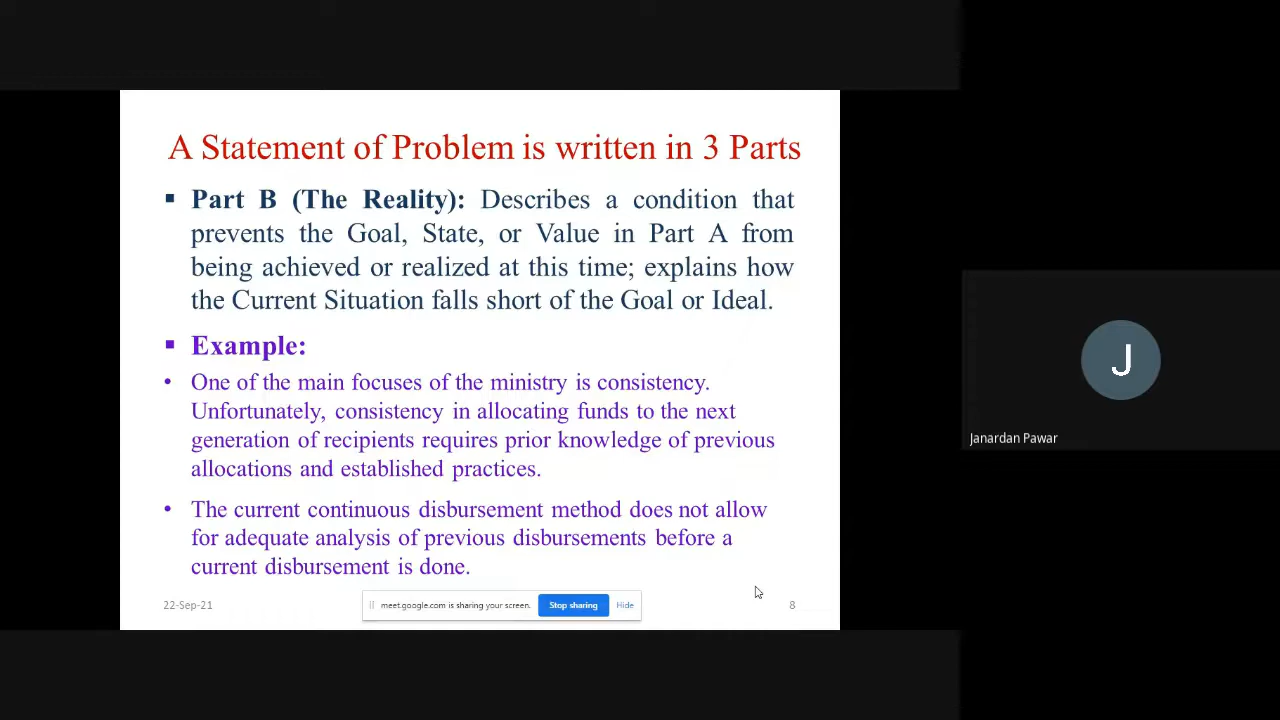 A Statement of Problem is written in 3 Parts
▪ Part B (The Reality): Describes a condition that
prevents the Goal, State, or Value in Part A from
being achieved or realized at this time; explains how
the Current Situation falls short of the Goal or Ideal.
▪ Example:
• One of the main focuses of the ministry is consistency.
Unfortunately, consistency in allocating funds to the next
generation of recipients requires prior knowledge of previous
allocations and established practices.
• The current continuous disbursement method does not allow
for adequate analysis of previous disbursements before a
current disbursement is done.
22-Sep-21
meet.google.com is sharing your screen. Stop sharing Hide
8
J
Janardan Pawar